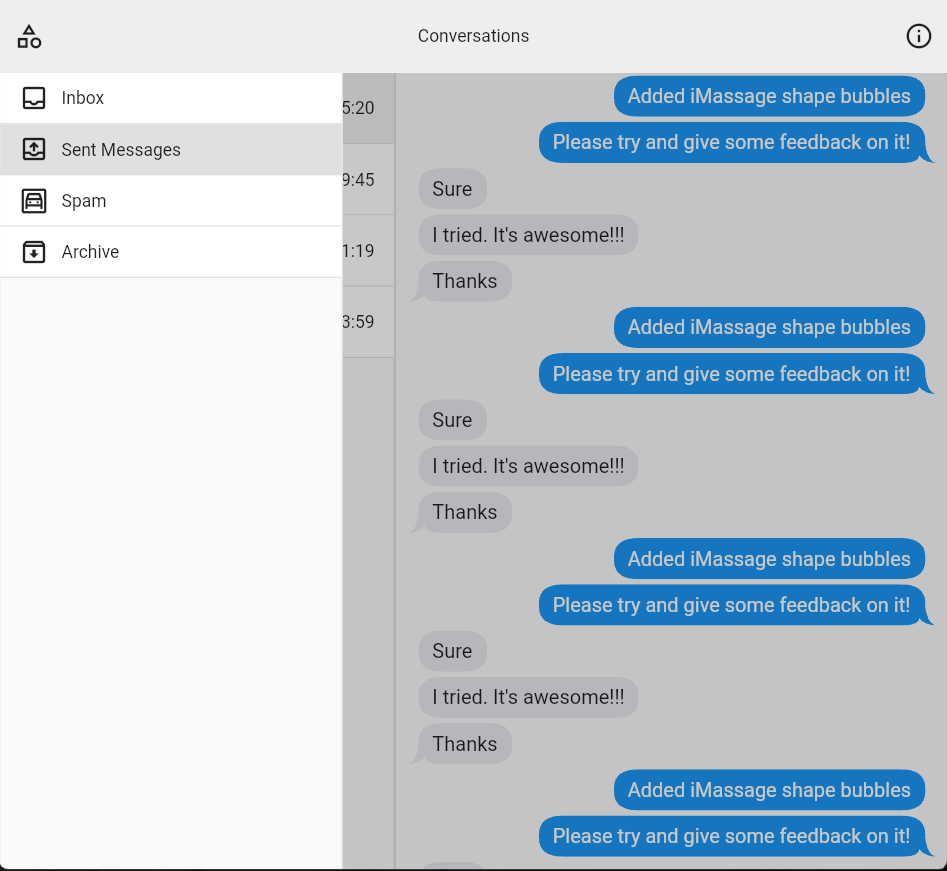 Conversations
Inbox
Sent Messages
Spam
Archive
5:20
9:45
1:19
3:59
Added iMassage shape bubbles
Please try and give some feedback on it!
Sure
I tried. It's awesome!!!
Thanks
Added iMassage shape bubbles
Please try and give some feedback on it!
Sure
I tried. It's awesome!!!
Thanks
Added iMassage shape bubbles
Please try and give some feedback on it!
Sure
I tried. It's awesome!!!
Thanks
Added iMassage shape bubbles
Please try and give some feedback on it!